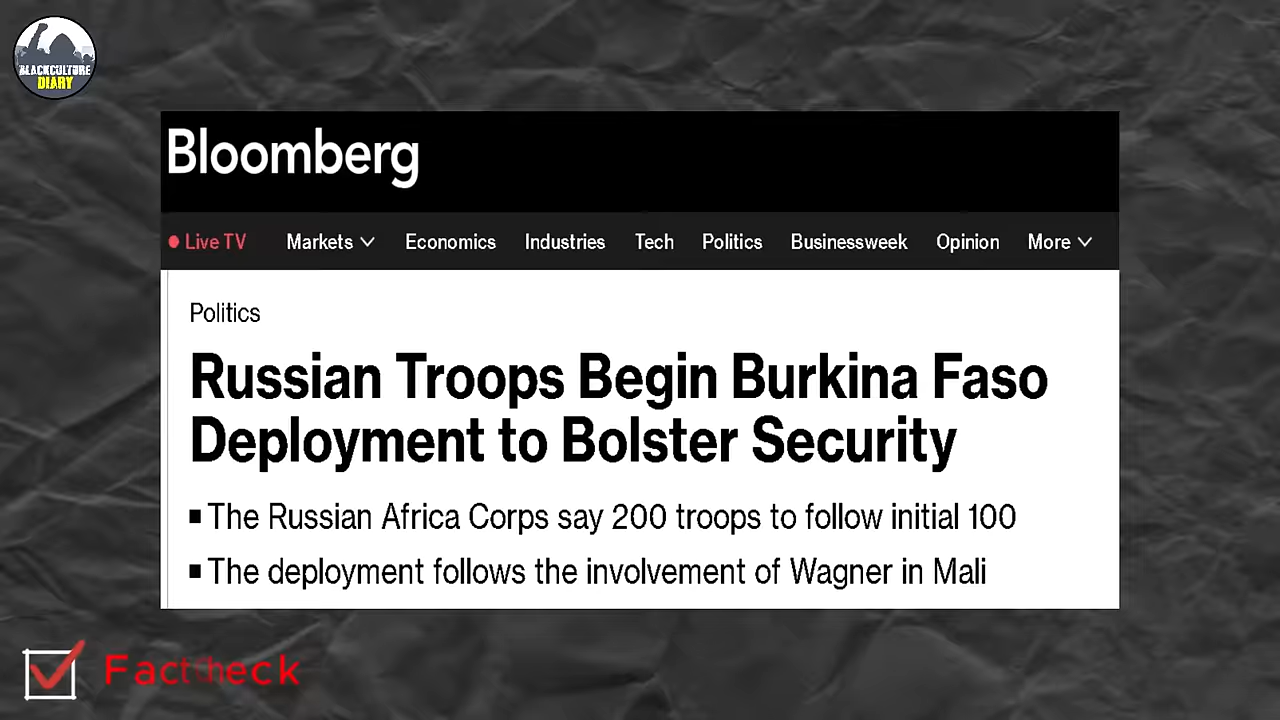 BLACKCULTURE
DIARY
Bloomberg
Live TV Markets Economics Industries Tech Politics Businessweek Opinion More
Politics
Russian Troops Begin Burkina Faso
Deployment to Bolster Security
The Russian Africa Corps say 200 troops to follow initial 100
The deployment follows the involvement of Wagner in Mali
Factcheck